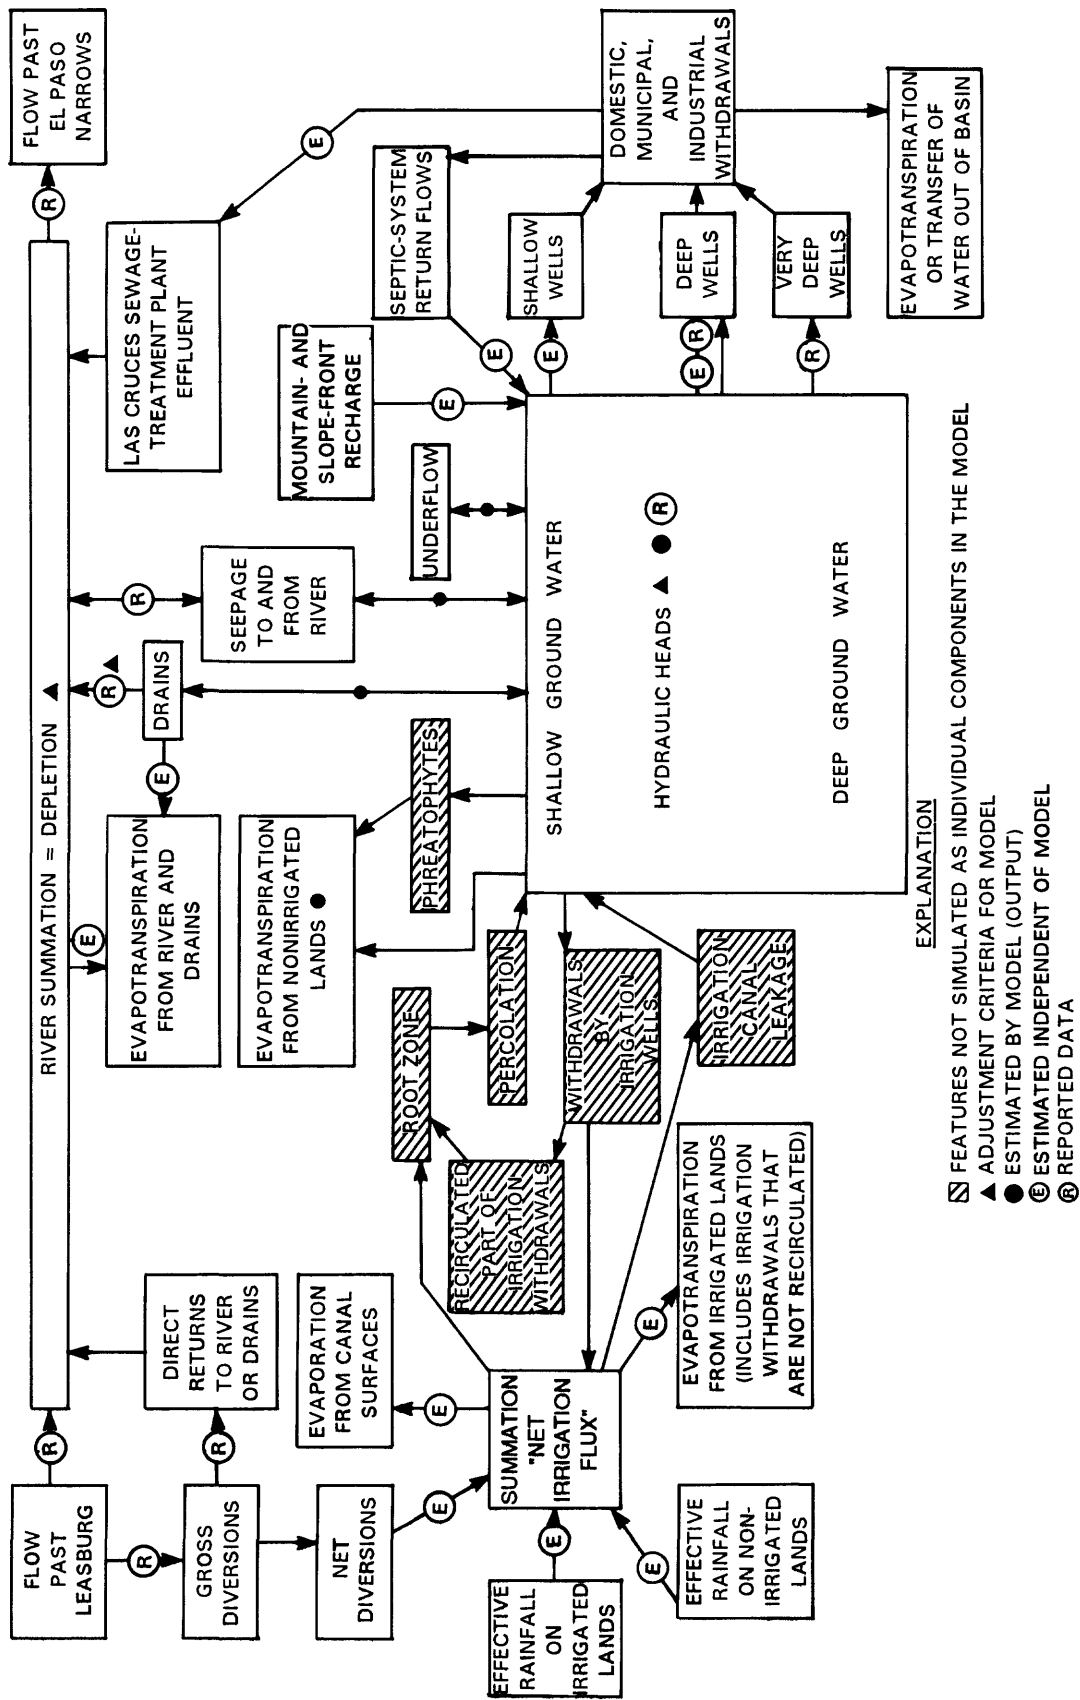 FLOW PAST
EL PASO
NARROWS
R
RIVER SUMMATION = DEPLETION
R
FLOW
PAST
LEASBURG
R
GROSS
DIVERSIONS
R
DIRECT
RETURNS
TO RIVER
OR DRAINS
NET
DIVERSIONS
E
EVAPORATION
FROM CANAL
SURFACES
E
SUMMATION
"NET
IRRIGATION
FLUX"
E
EFFECTIVE
RAINFALL
ON
IRRIGATED
LANDS
E
EFFECTIVE
RAINFALL
ON NON-
IRRIGATED
LANDS
E
EVAPOTRANSPIRATION
FROM IRRIGATED LANDS
(INCLUDES IRRIGATION
WITHDRAWALS THAT
ARE NOT RECIRCULATED)
RECIRCULATED
PART OF
IRRIGATION
WITHDRAWALS
ROOT ZONE
PERCOLATION
WITHDRAWALS
BY
IRRIGATION
WELLS
IRRIGATION
CANAL
LEAKAGE
E
EVAPOTRANSPIRATION
FROM RIVER AND
DRAINS
E
EVAPOTRANSPIRATION
FROM NONIRRIGATED
LANDS
PHREATOPHYTES
R
DRAINS
R
SEEPAGE
TO AND
FROM
RIVER
UNDERFLOW
MOUNTAIN- AND
SLOPE-FRONT
RECHARGE
E
LAS CRUCES SEWAGE-
TREATMENT PLANT
EFFLUENT
E
SEPTIC-SYSTEM
RETURN FLOWS
E
SHALLOW
WELLS
E
DEEP
WELLS
E R
VERY
DEEP
WELLS
R
DOMESTIC,
MUNICIPAL,
AND
INDUSTRIAL
WITHDRAWALS
EVAPOTRANSPIRATION
OR TRANSFER OF
WATER OUT OF BASIN
SHALLOW GROUND WATER
HYDRAULIC HEADS R
DEEP GROUND WATER
EXPLANATION
FEATURES NOT SIMULATED AS INDIVIDUAL COMPONENTS IN THE MODEL
ADJUSTMENT CRITERIA FOR MODEL
ESTIMATED BY MODEL (OUTPUT)
E ESTIMATED INDEPENDENT OF MODEL
R REPORTED DATA